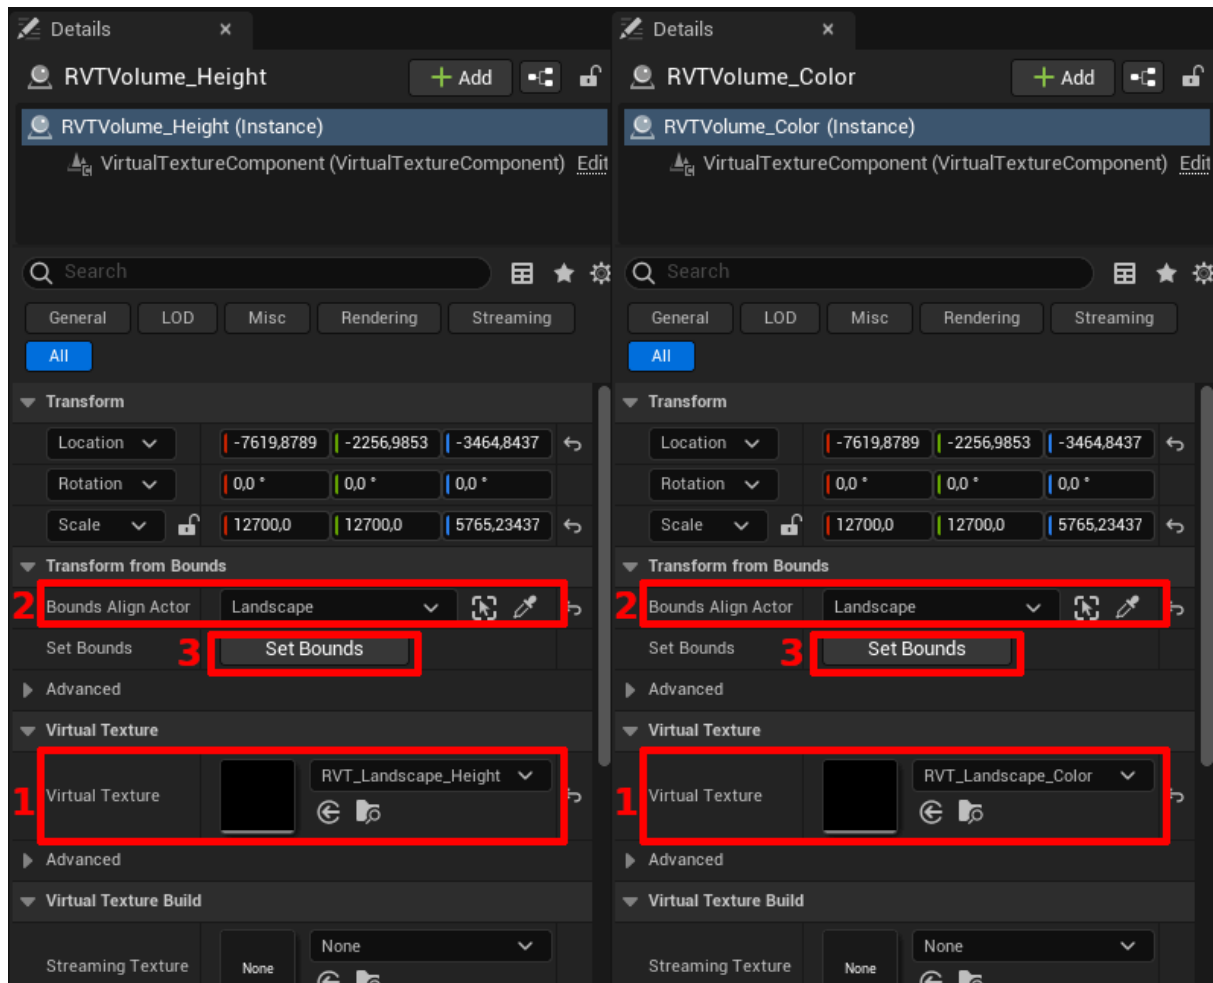 Details
RVTVolume_Height
Add
RVTVolume_Height (Instance)
VirtualTextureComponent (VirtualTextureComponent) Edit
Search
General LOD Misc Rendering Streaming
All
Transform
Location -7619,8789 -2256,9853 -3464,8437
Rotation 0,0 ° 0,0 ° 0,0 °
Scale 12700,0 12700,0 5765,23437
Transform from Bounds
2 Bounds Align Actor Landscape
Set Bounds 3 Set Bounds
Advanced
Virtual Texture
RVT_Landscape_Height
1 Virtual Texture
Advanced
Virtual Texture Build
None
Streaming Texture None
Details
RVTVolume_Color
Add
RVTVolume_Color (Instance)
VirtualTextureComponent (VirtualTextureComponent) Edit
Search
General LOD Misc Rendering Streaming
All
Transform
Location -7619,8789 -2256,9853 -3464,8437
Rotation 0,0 ° 0,0 ° 0,0 °
Scale 12700,0 12700,0 5765,23437
Transform from Bounds
2 Bounds Align Actor Landscape
Set Bounds 3 Set Bounds
Advanced
Virtual Texture
RVT_Landscape_Color
1 Virtual Texture
Advanced
Virtual Texture Build
None
Streaming Texture None